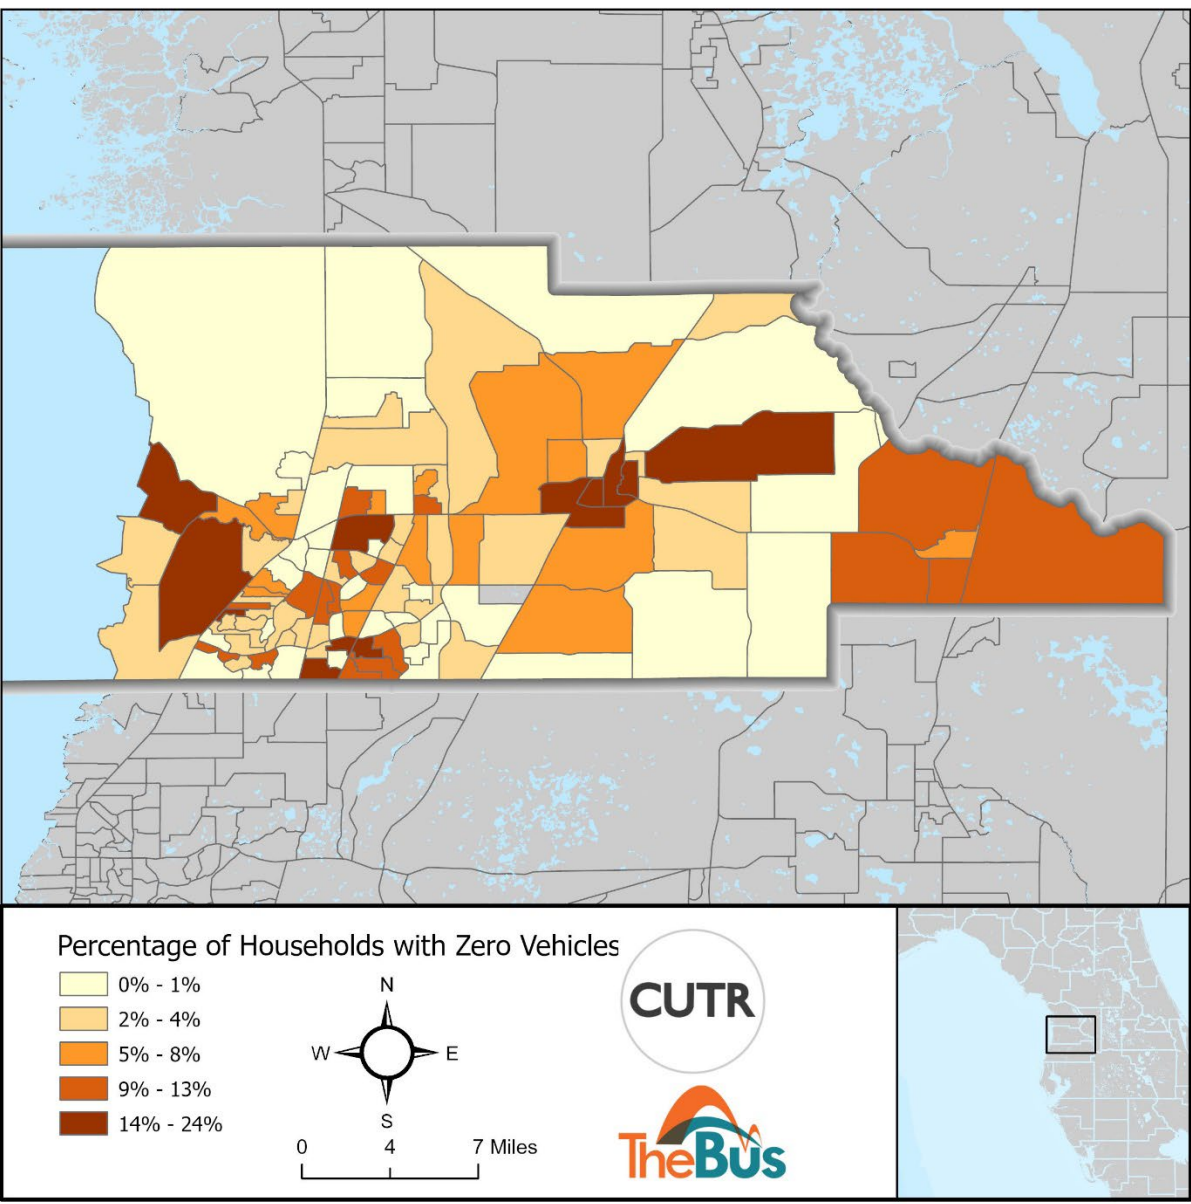 Percentage of Households with Zero Vehicles
0% - 1%
2% - 4%
5% - 8%
9% - 13%
14% - 24%
N
W E
S
0 4 7 Miles
CUTR
TheBus